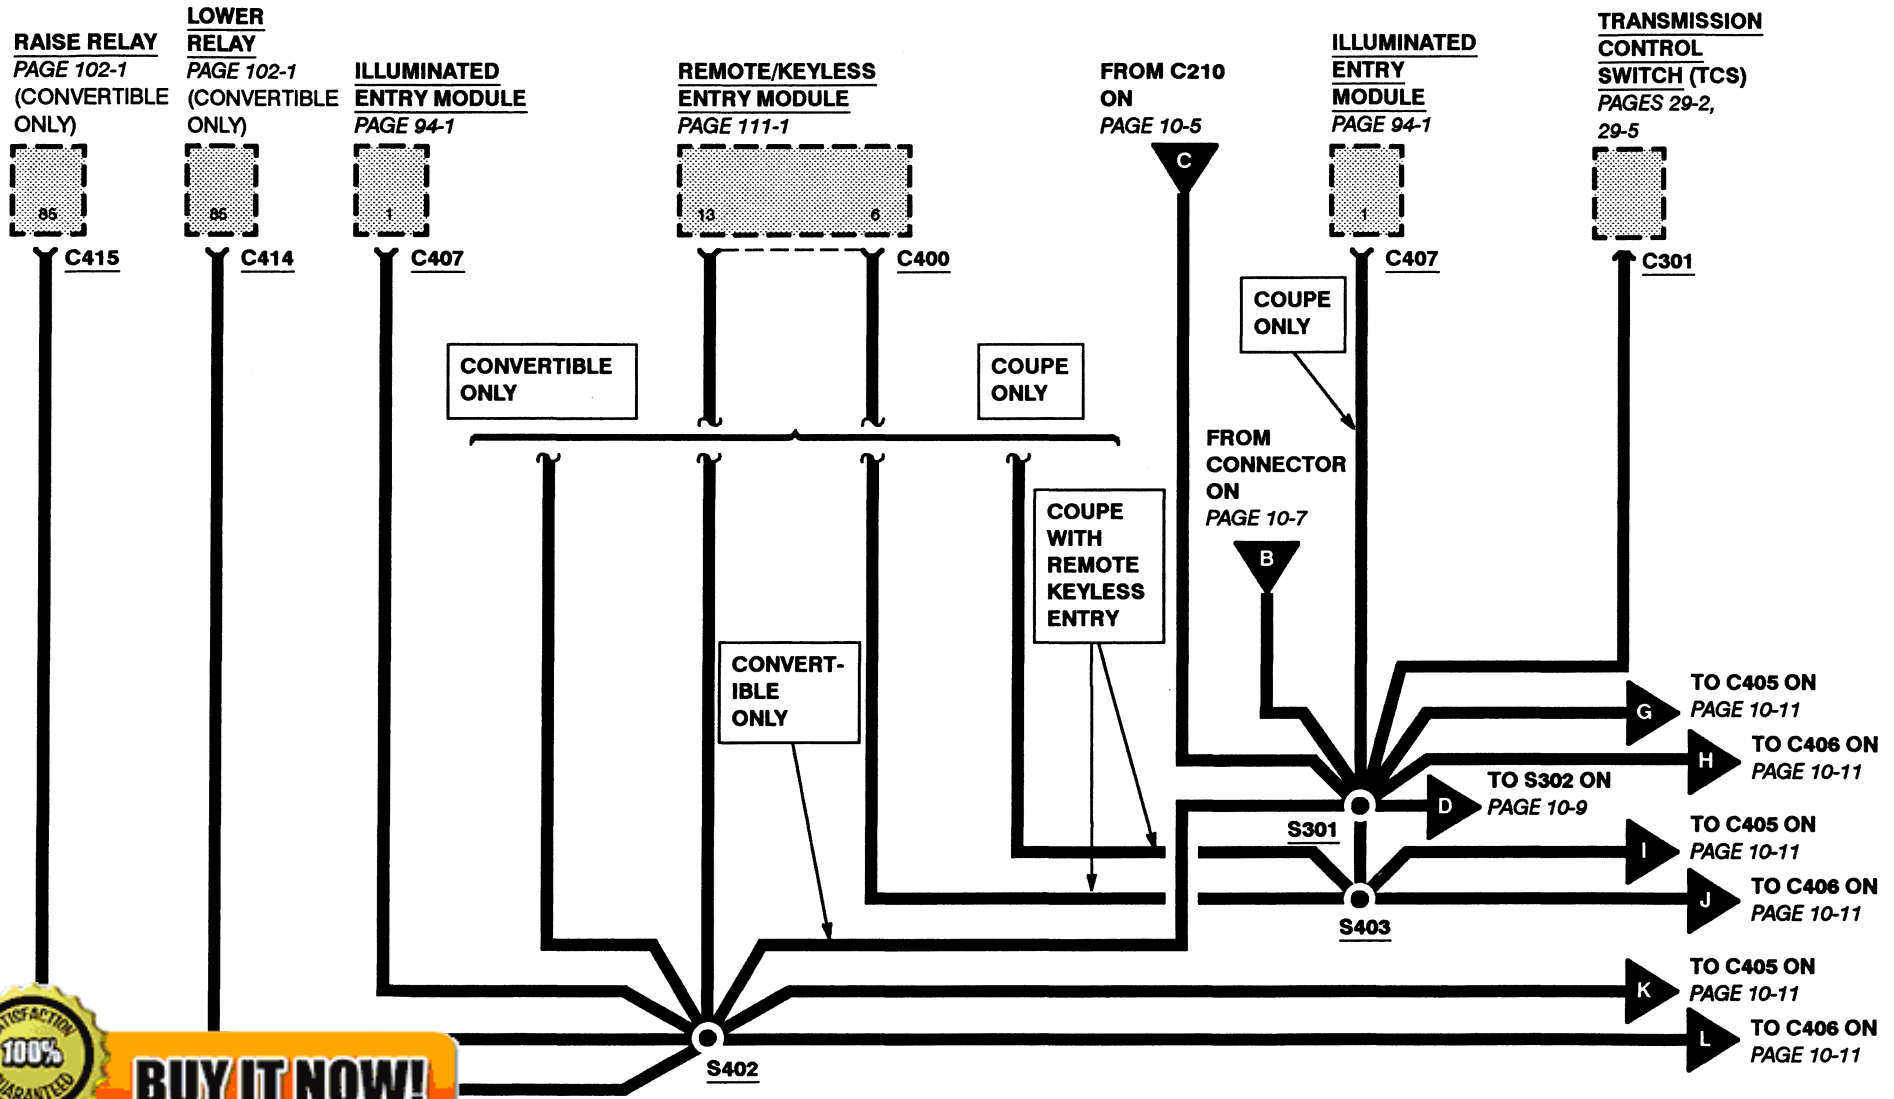 RAISE RELAY
PAGE 102-1
(CONVERTIBLE
ONLY)
85
C415
LOWER
RELAY
PAGE 102-1
(CONVERTIBLE
ONLY)
85
C414
ILLUMINATED
ENTRY MODULE
PAGE 94-1
1
C407
REMOTE/KEYLESS
ENTRY MODULE
PAGE 111-1
13
6
C400
FROM C210
ON
PAGE 10-5
C
ILLUMINATED
ENTRY
MODULE
PAGE 94-1
1
C407
TRANSMISSION
CONTROL
SWITCH (TCS)
PAGES 29-2,
29-5
C301
COUPE
ONLY
CONVERTIBLE
ONLY
COUPE
ONLY
FROM
CONNECTOR
ON
PAGE 10-7
B
COUPE
WITH
REMOTE
KEYLESS
ENTRY
CONVERT-
IBLE
ONLY
G
TO C405 ON
PAGE 10-11
H
TO C406 ON
PAGE 10-11
D
TO S302 ON
PAGE 10-9
S301
I
TO C405 ON
PAGE 10-11
J
TO C406 ON
PAGE 10-11
S403
K
TO C405 ON
PAGE 10-11
L
TO C406 ON
PAGE 10-11
S402
100%
BUY IT NOW!